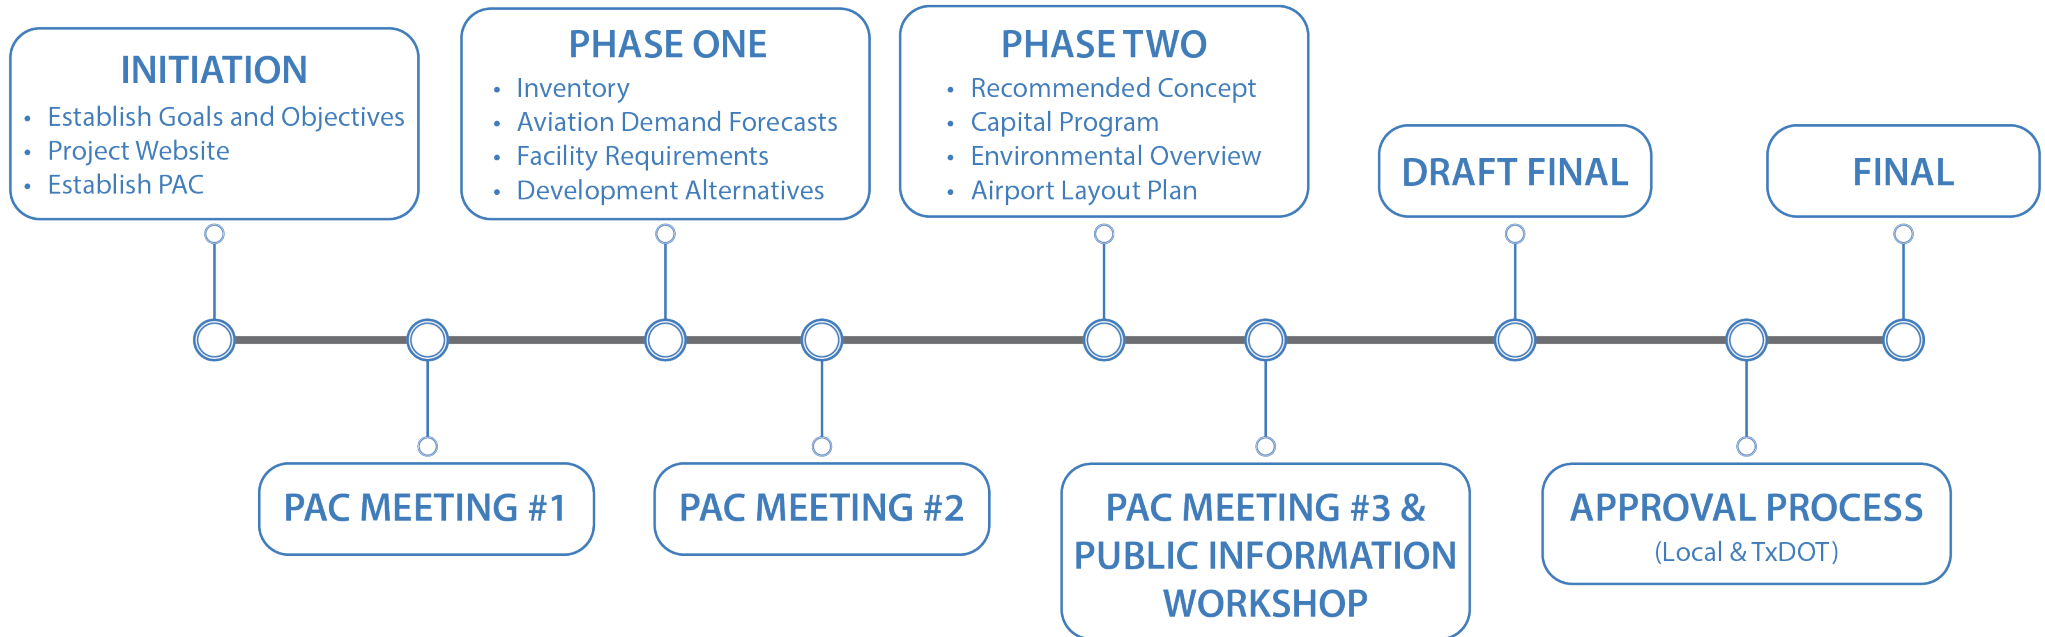 INITIATION
• Establish Goals and Objectives
• Project Website
• Establish PAC
PHASE ONE
• Inventory
• Aviation Demand Forecasts
• Facility Requirements
• Development Alternatives
PHASE TWO
• Recommended Concept
• Capital Program
• Environmental Overview
• Airport Layout Plan
DRAFT FINAL
FINAL
PAC MEETING #1
PAC MEETING #2
PAC MEETING #3 &
PUBLIC INFORMATION
WORKSHOP
APPROVAL PROCESS
(Local & TxDOT)